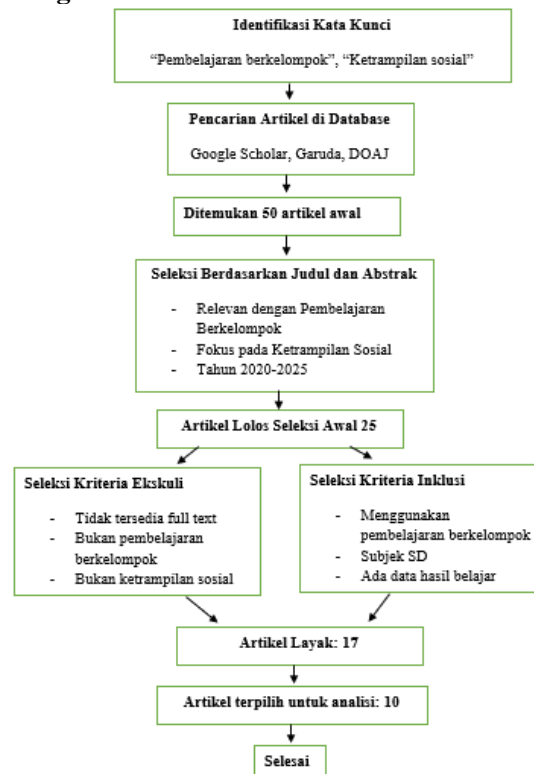 Identifikasi Kata Kunci
“Pembelajaran berkelompok”, “Ketrampilan sosial”
Pencarian Artikel di Database
Google Scholar, Garuda, DOAJ
Ditemukan 50 artikel awal
Seleksi Berdasarkan Judul dan Abstrak
- Relevan dengan Pembelajaran
Berkelompok
- Fokus pada Ketrampilan Sosial
- Tahun 2020-2025
Artikel Lolos Seleksi Awal 25
Seleksi Kriteria Ekskuli
- Tidak tersedia full text
- Bukan pembelajaran
berkelompok
- Bukan ketrampilan sosial
Seleksi Kriteria Inklusi
- Menggunakan
pembelajaran berkelompok
- Subjek SD
- Ada data hasil belajar
Artikel Layak: 17
Artikel terpilih untuk analisi: 10
Selesai